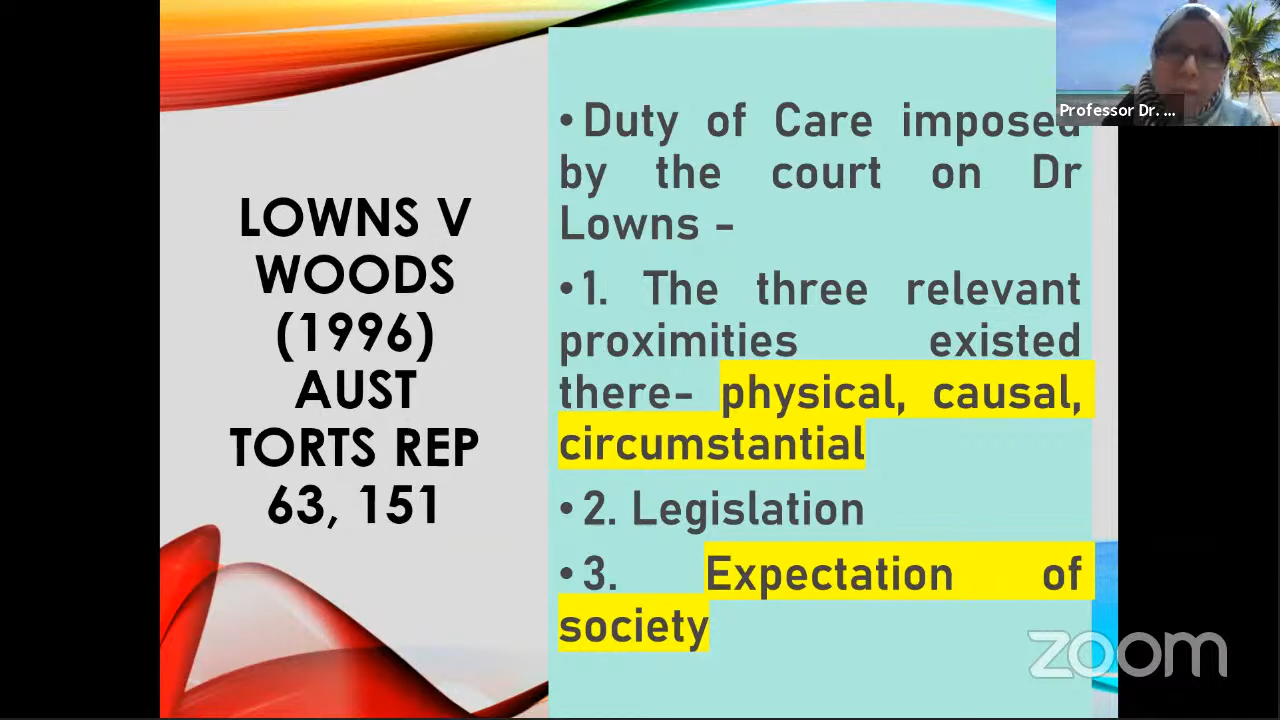 Professor Dr. ...
LOWNS V
WOODS
(1996)
AUST
TORTS REP
63, 151
• Duty of Care imposed
by the court on Dr
Lowns -
• 1. The three relevant
proximities existed
there- physical, causal,
circumstantial
• 2. Legislation
• 3. Expectation of
society
zoom